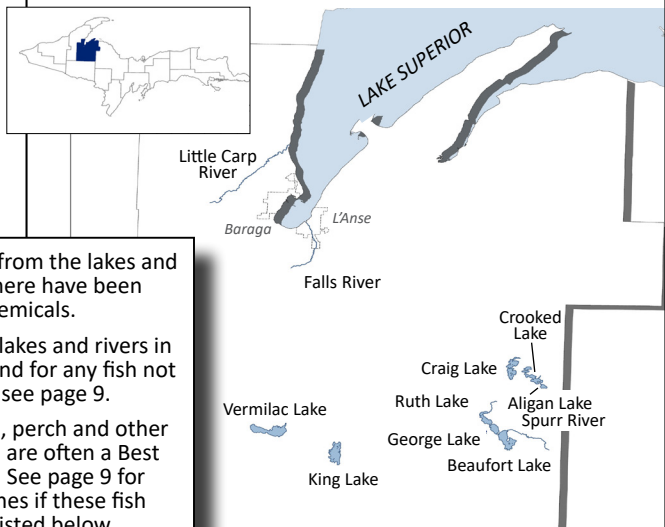 LAKE SUPERIOR
Little Carp
River
Baraga
L'Anse
Falls River
from the lakes and
here have been
emicals.
lakes and rivers in
nd for any fish not
see page 9.
, perch and other
are often a Best
. See page 9 for
nes if these fish
isted below
Crooked
Lake
Craig Lake
Aligan Lake
Ruth Lake
Spurr River
George Lake
Beaufort Lake
Vermilac Lake
King Lake